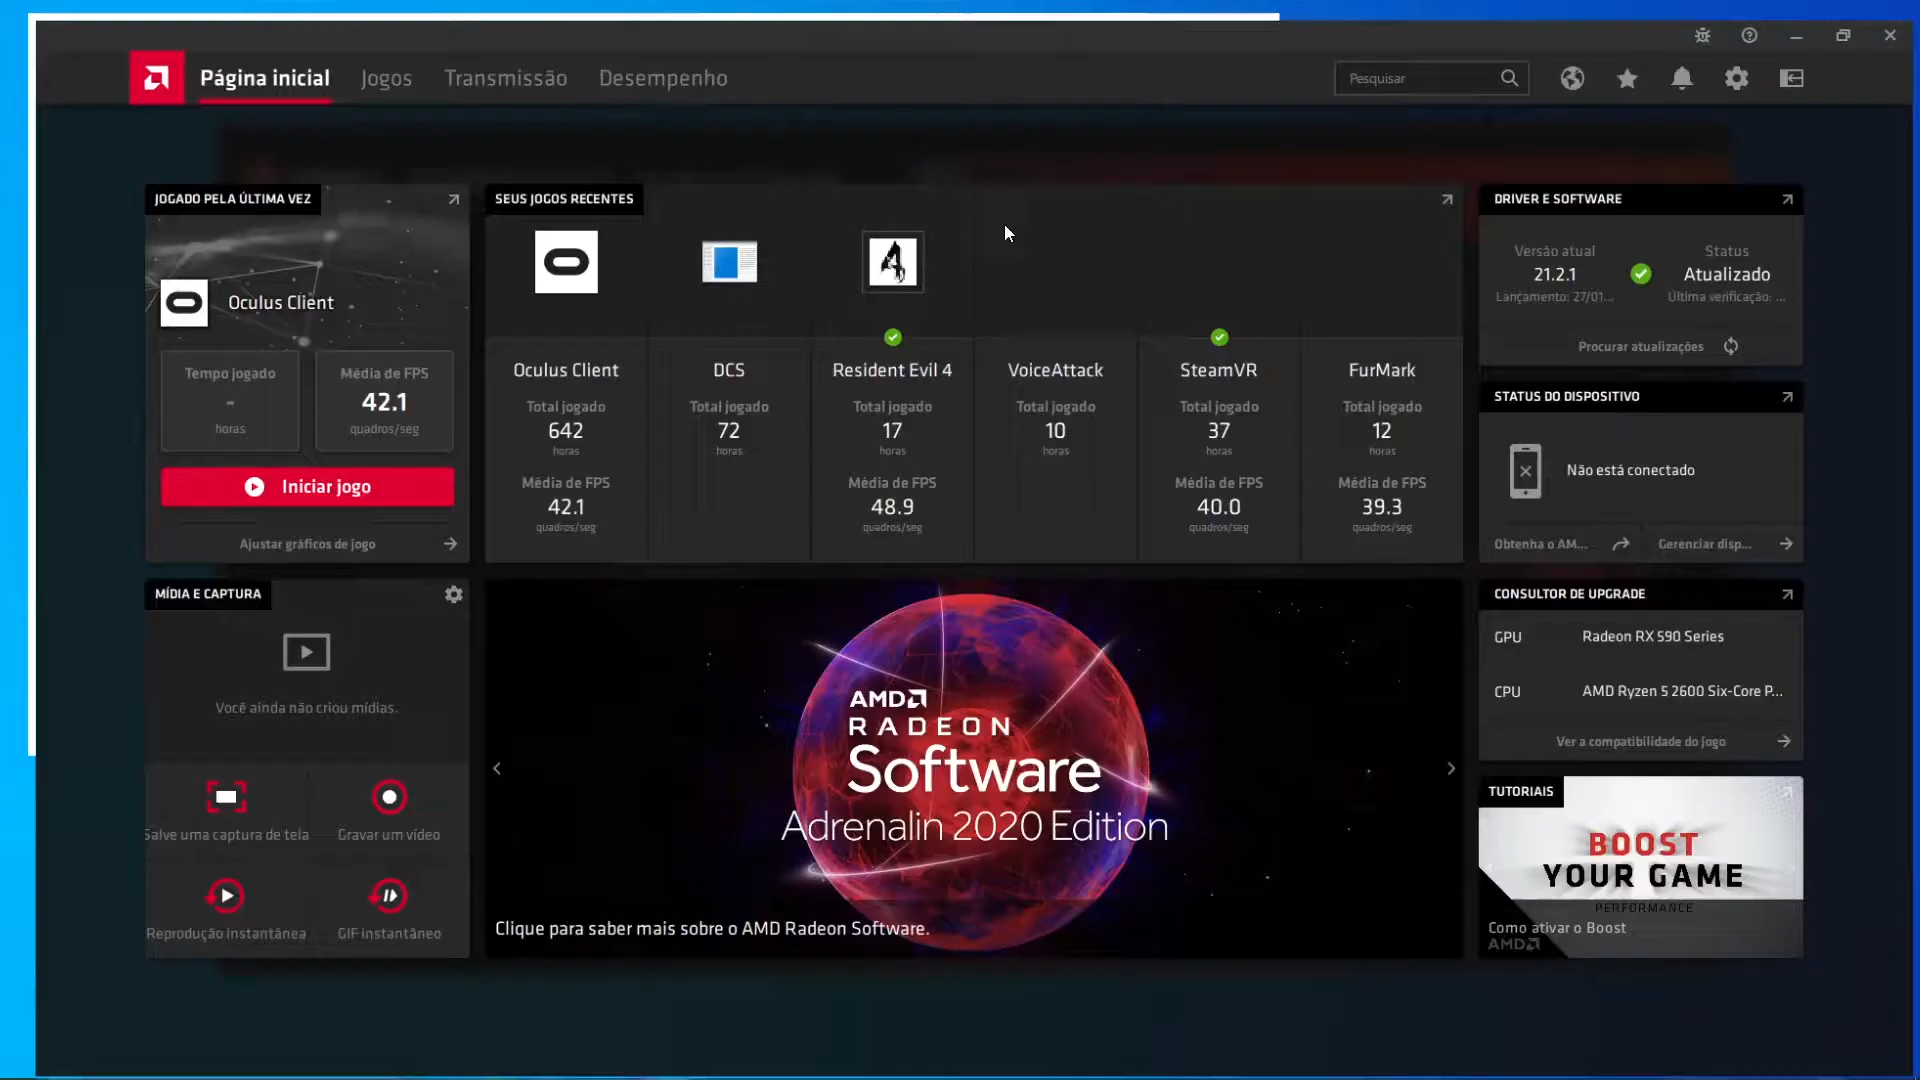 Página inicial
Jogos
Transmissão
Desempenho
Pesquisar
JOGADO PELA ÚLTIMA VEZ
Oculus Client
Tempo jogado
-
horas
Média de FPS
42.1
quadros/seg
Iniciar jogo
Ajustar gráficos de jogo
SEUS JOGOS RECENTES
Oculus Client
Total jogado
642
horas
Média de FPS
42.1
quadros/seg
DCS
Total jogado
72
horas
Resident Evil 4
Total jogado
17
horas
Média de FPS
48.9
quadros/seg
VoiceAttack
Total jogado
10
horas
SteamVR
Total jogado
37
horas
Média de FPS
40.0
quadros/seg
FurMark
Total jogado
12
horas
Média de FPS
39.3
quadros/seg
DRIVER E SOFTWARE
Versão atual
21.2.1
Lançamento: 27/01...
Status
Atualizado
Última verificação: ...
Procurar atualizações
STATUS DO DISPOSITIVO
Não está conectado
Obtenha o AM...
Gerenciar disp...
MÍDIA E CAPTURA
Você ainda não criou mídias.
Salve uma captura de tela
Gravar um vídeo
Reprodução instantânea
GIF instantâneo
AMD
RADEON
Software
Adrenalin 2020 Edition
Clique para saber mais sobre o AMD Radeon Software.
CONSULTOR DE UPGRADE
GPU Radeon RX 590 Series
CPU AMD Ryzen 5 2600 Six-Core P...
Ver a compatibilidade do jogo
TUTORIAIS
BOOST
YOUR GAME
PERFORMANCE
Como ativar o Boost
AMD